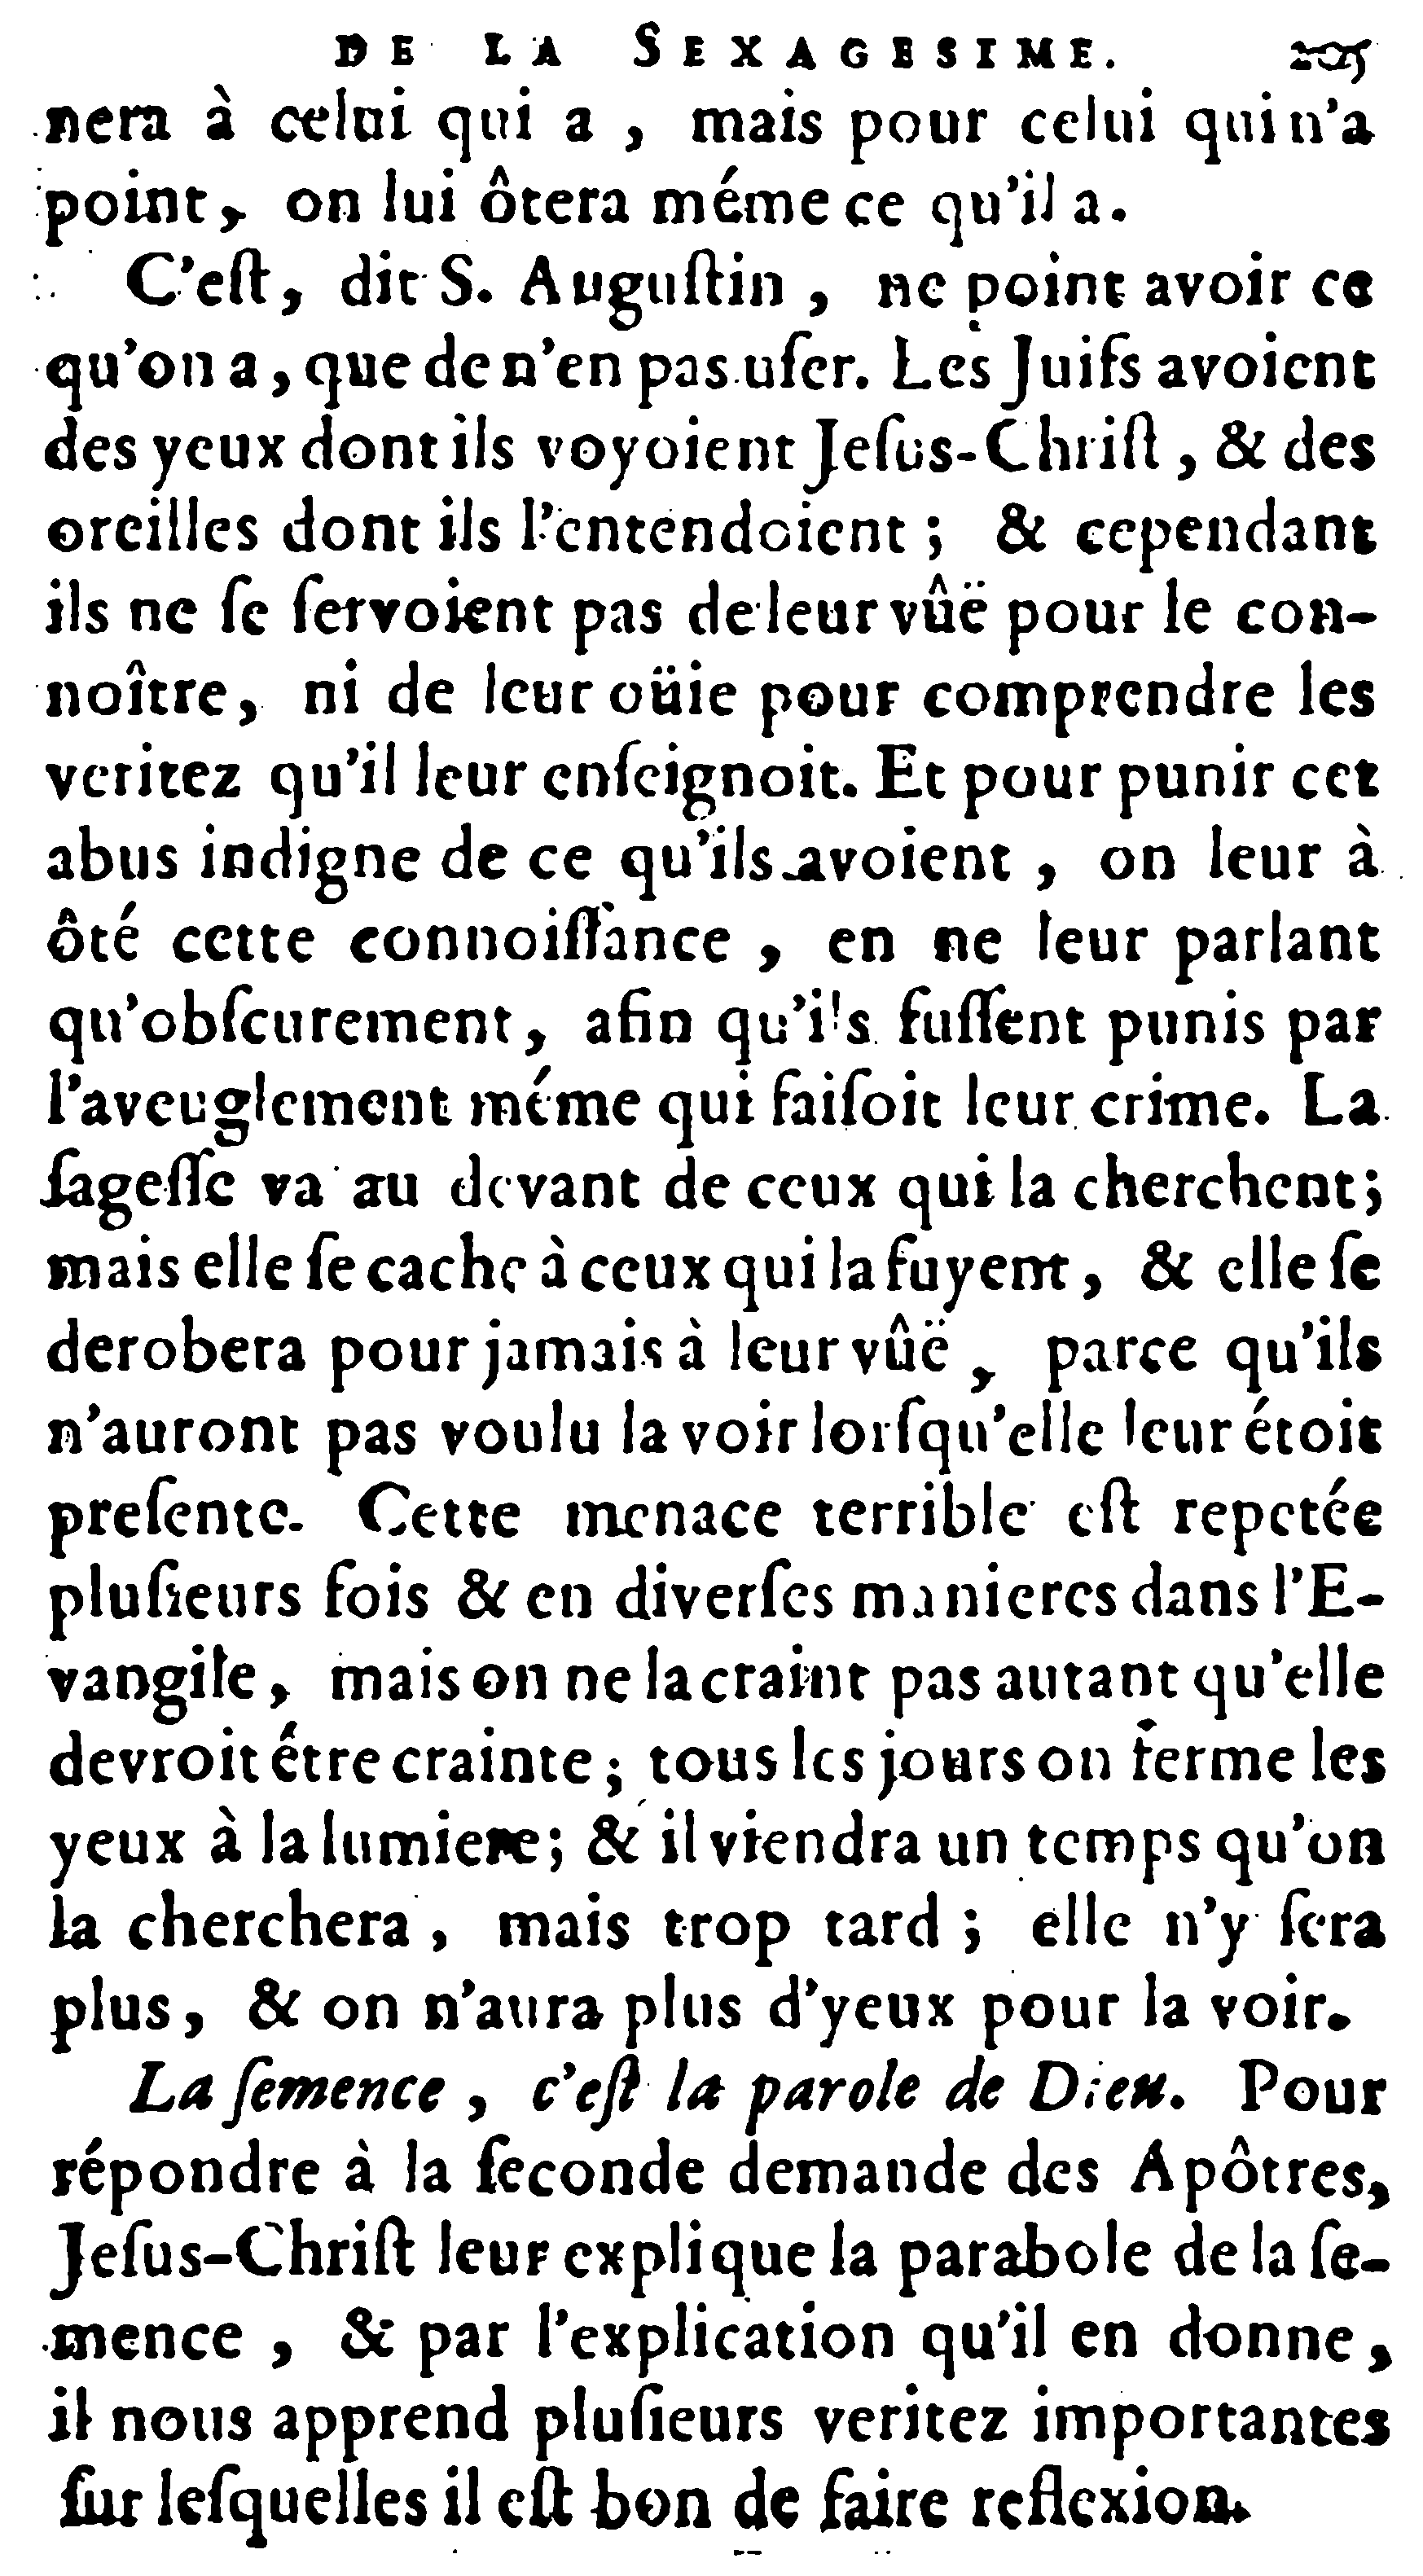 DE LA SEXAGESIME. 205
nera à celui qui a , mais pour celui qui n'a
point, on lui ôtera méme ce qu'il a.
C'eſt, dit S. Auguſtin , ne point avoir ce
qu'on a, que de n'en pas uſer. Les Juifs avoient
des yeux dont ils voyoient Jeſus-Chriſt , & des
oreilles dont ils l'entendoient ; & cependant
ils ne ſe ſervoient pas de leur vûë pour le con-
noître, ni de leur oüie pour comprendre les
veritez qu'il leur enſeignoit. Et pour punir cet
abus indigne de ce qu'ils avoient , on leur à
ôté cette connoiſſance , en ne leur parlant
qu'obſcurement, afin qu'ils fuſſent punis par
l'aveuglement méme qui faiſoit leur crime. La
ſageſſe va au devant de ceux qui la cherchent;
mais elle ſe cache à ceux qui la fuyent, & elle ſe
derobera pour jamais à leur vûë , parce qu'ils
n'auront pas voulu la voir lorſqu'elle leur étoit
preſente. Cette menace terrible eſt repetée
pluſieurs fois & en diverſes manieres dans l'E-
vangile, mais on ne la craint pas autant qu'elle
devroit étre crainte ; tous les jours on ferme les
yeux à la lumiere; & il viendra un temps qu'on
la cherchera , mais trop tard ; elle n'y ſera
plus, & on n'aura plus d'yeux pour la voir.
La ſemence , c'eſt la parole de Dieu. Pour
répondre à la ſeconde demande des Apôtres,
Jeſus-Chriſt leur explique la parabole de la ſe-
mence , & par l'explication qu'il en donne,
il nous apprend pluſieurs veritez importantes
ſur leſquelles il eſt bon de faire reflexion.